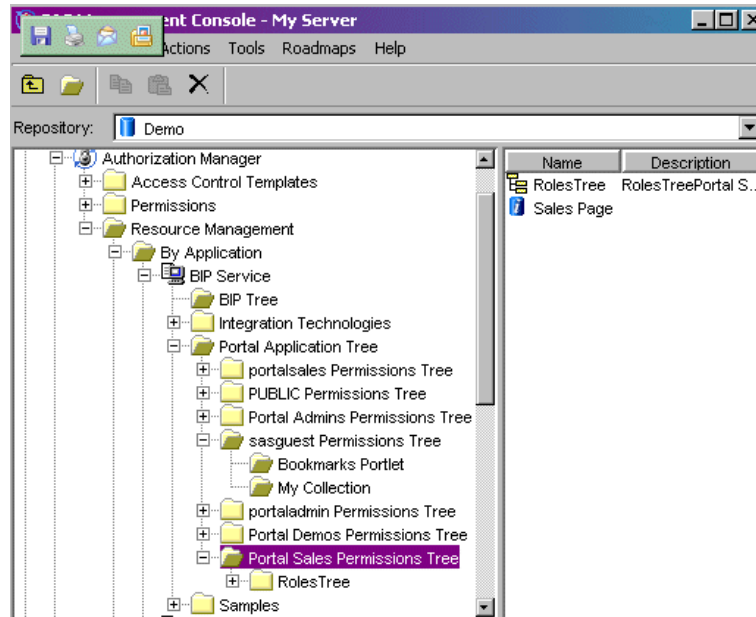 ent Console - My Server
Actions Tools Roadmaps Help
Repository: Demo
Authorization Manager
Access Control Templates
Permissions
Resource Management
By Application
BIP Service
BIP Tree
Integration Technologies
Portal Application Tree
portalsales Permissions Tree
PUBLIC Permissions Tree
Portal Admins Permissions Tree
sasguest Permissions Tree
Bookmarks Portlet
My Collection
portaladmin Permissions Tree
Portal Demos Permissions Tree
Portal Sales Permissions Tree
RolesTree
Samples
Name Description
RolesTree RolesTreePortal S...
Sales Page